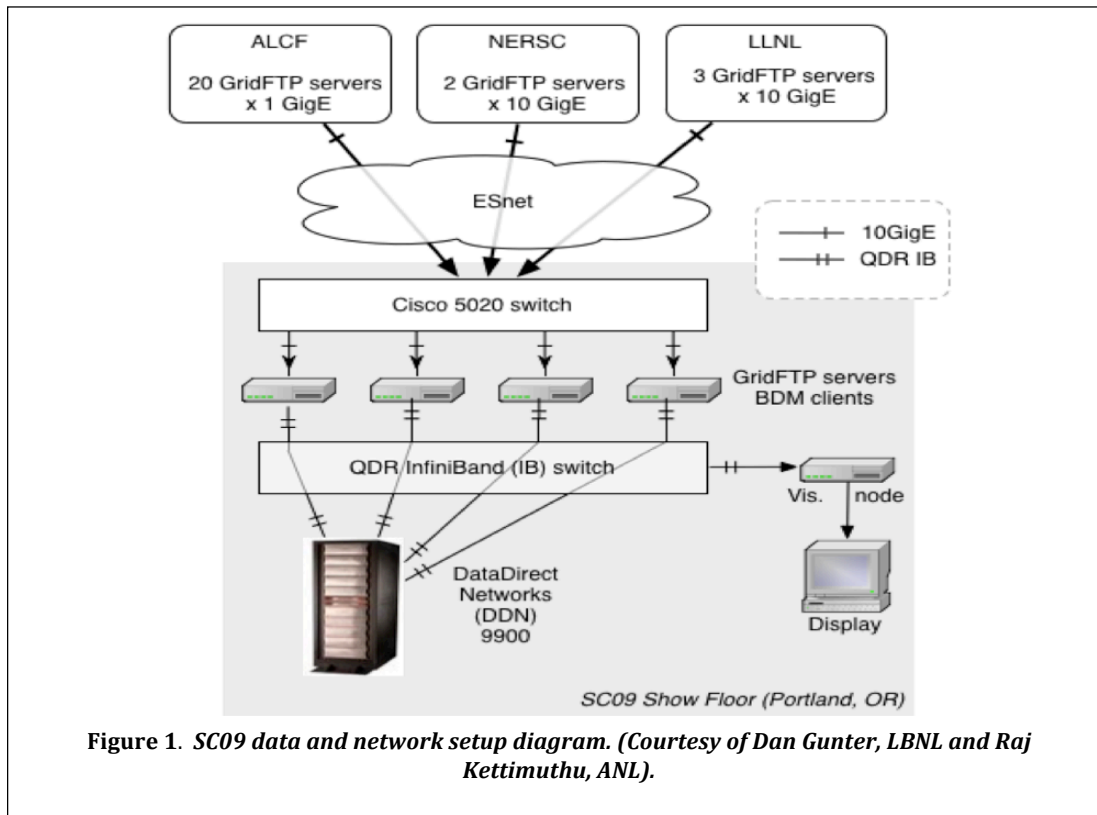 ALCF
20 GridFTP servers
x 1 GigE
NERSC
2 GridFTP servers
x 10 GigE
LLNL
3 GridFTP servers
x 10 GigE
ESnet
10GigE
QDR IB
Cisco 5020 switch
GridFTP servers
BDM clients
QDR InfiniBand (IB) switch
Vis. node
DataDirect
Networks
(DDN)
9900
Display
SC09 Show Floor (Portland, OR)
Figure 1. SC09 data and network setup diagram. (Courtesy of Dan Gunter, LBNL and Raj
Kettimuthu, ANL).